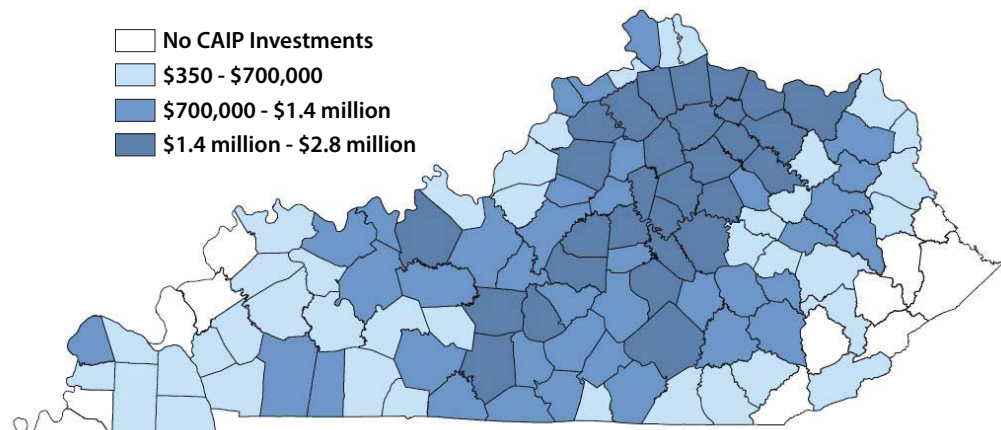 No CAIP Investments
$350 - $700,000
$700,000 - $1.4 million
$1.4 million - $2.8 million